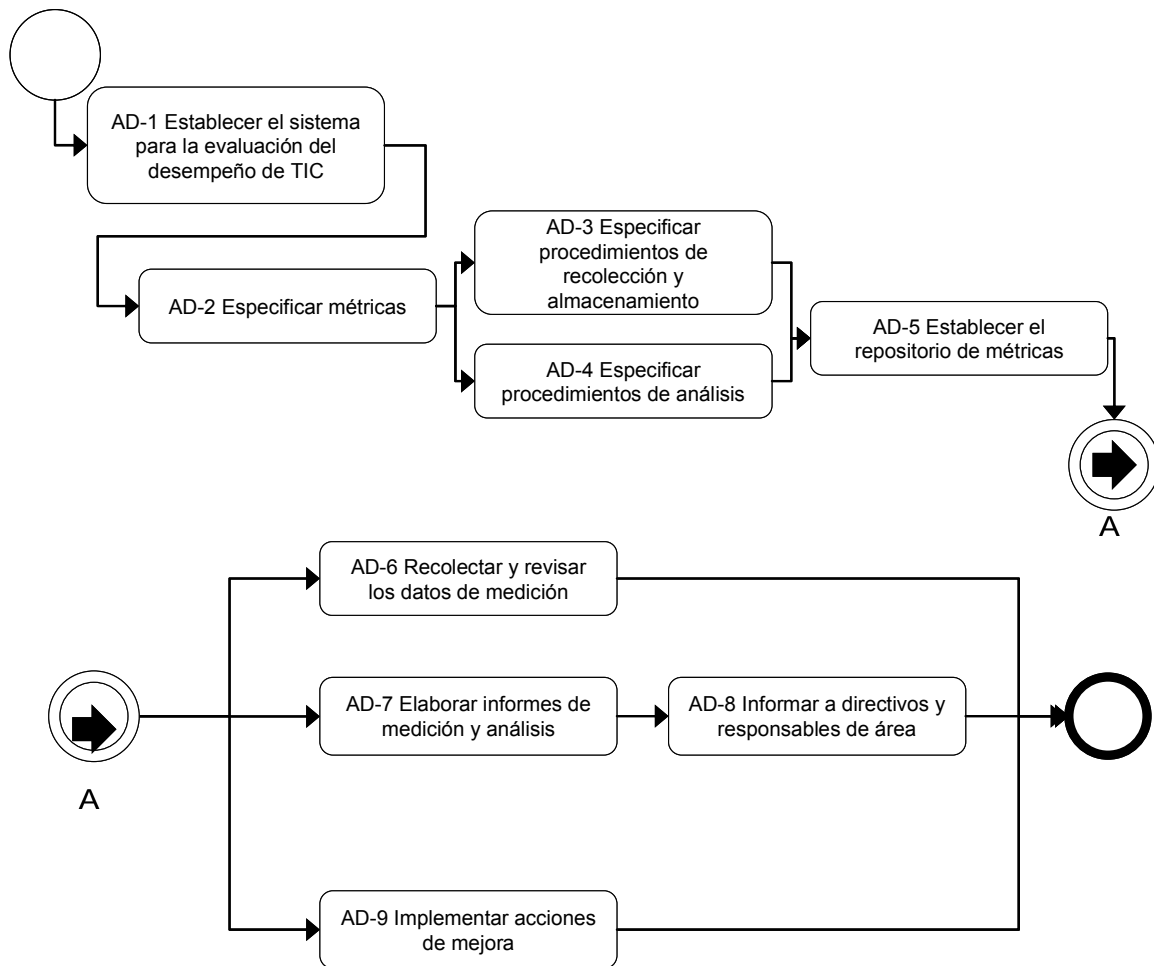 AD-1 Establecer el sistema
para la evaluación del
desempeño de TIC
AD-2 Especificar métricas
AD-3 Especificar
procedimientos de
recolección y
almacenamiento
AD-4 Especificar
procedimientos de análisis
AD-5 Establecer el
repositorio de métricas
A
A
AD-6 Recolectar y revisar
los datos de medición
AD-7 Elaborar informes de
medición y análisis
AD-8 Informar a directivos y
responsables de área
AD-9 Implementar acciones
de mejora